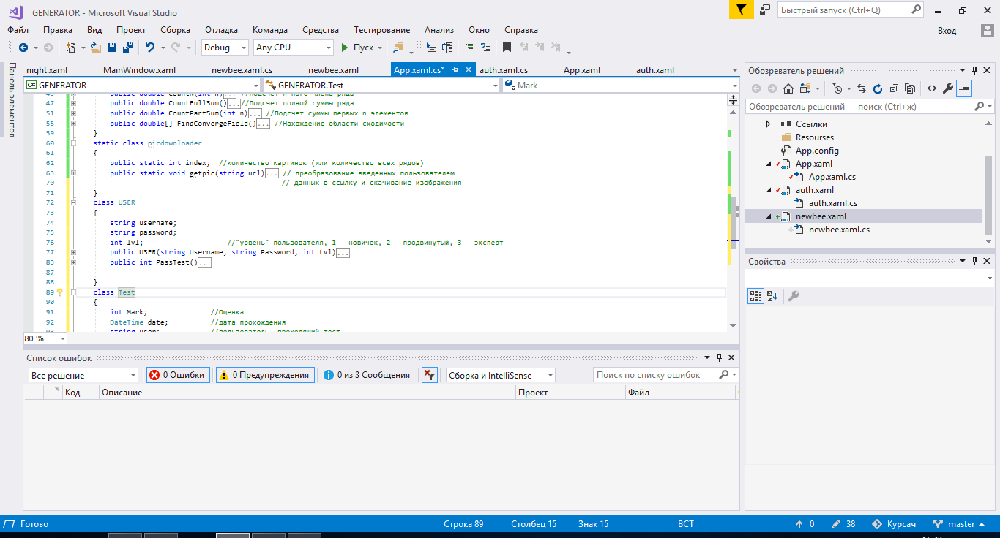 GENERATOR - Microsoft Visual Studio
Быстрый запуск (Ctrl+Q)
Файл Правка Вид Проект Сборка Отладка Команда Средства Тестирование Анализ Окно Справка
Вход
Debug Any CPU Пуск
Панель элементов
night.xaml MainWindow.xaml newbee.xaml.cs newbee.xaml App.xaml.cs* auth.xaml.cs App.xaml auth.xaml
C# GENERATOR GENERATOR.Test Mark
43 public double CountN(int n)... //Подсчет n-ного члена ряда
47 public double CountFullSum()... //Подсчет полной суммы ряда
51 public double CountPartSum(int n)... //Подсчет суммы первых n элементов
55 public double[] FindConvergeField()... //Нахождение области сходимости
59 }
60 static class picdownloader
61 {
62 public static int index; //количество картинок (или количество всех рядов)
63 public static void getpic(string url)... // преобразование введенных пользователем
70 // данных в ссылку и скачивание изображения
71 }
72 class USER
73 {
74 string username;
75 string password;
76 int lvl; //"урвень" пользователя, 1 - новичок, 2 - продвинутый, 3 - эксперт
77 public USER(string Username, string Password, int Lvl)...
83 public int PassTest()...
87
88 }
89 class Test
90 {
91 int Mark; //Оценка
92 DateTime date; //дата прохождения
93 string user; //пользователь, проходящий тест
80 %
Список ошибок
Все решение 0 Ошибки 0 Предупреждения 0 из 3 Сообщения Сборка и IntelliSense Поиск по списку ошибок
Код Описание Проект Файл
Обозреватель решений
Обозреватель решений — поиск (Ctrl+ж)
Ссылки
Resourses
App.config
App.xaml
App.xaml.cs
auth.xaml
auth.xaml.cs
newbee.xaml
newbee.xaml.cs
Свойства
Готово Строка 89 Столбец 15 Знак 15 ВСТ 0 38 Курсач master